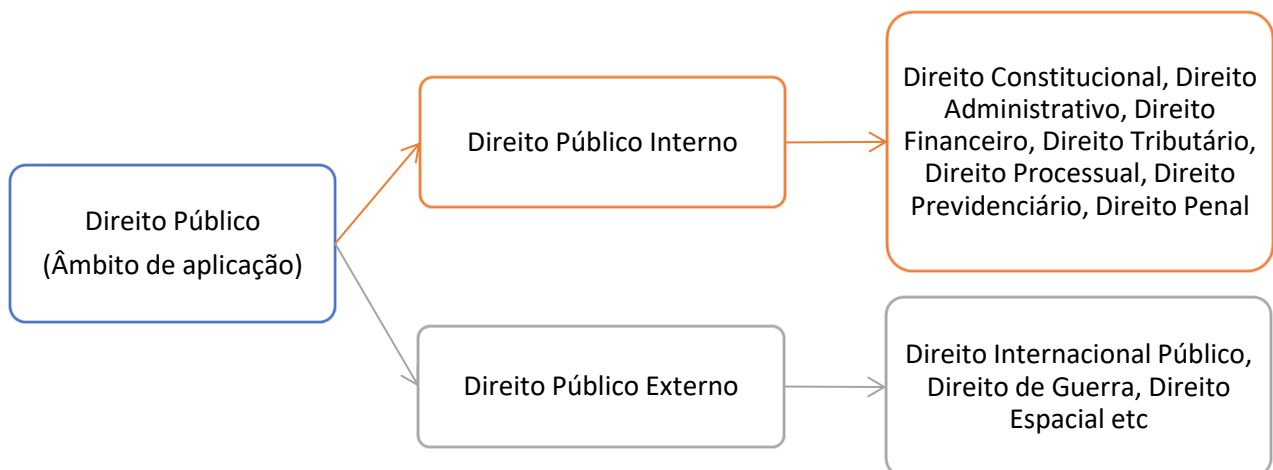 Direito Público
(Âmbito de aplicação)
Direito Público Interno
Direito Constitucional, Direito
Administrativo, Direito
Financeiro, Direito Tributário,
Direito Processual, Direito
Previdenciário, Direito Penal
Direito Público Externo
Direito Internacional Público,
Direito de Guerra, Direito
Espacial etc